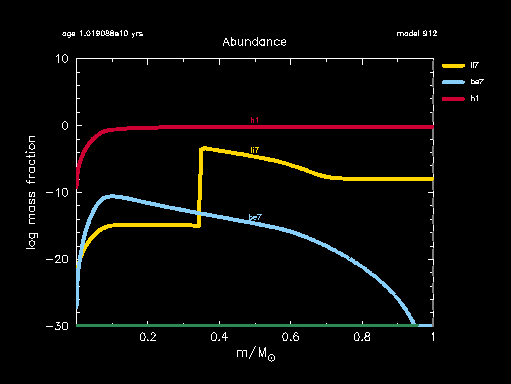 age 1.019088e10 yrs
model 912
Abundance
10
0
−10
−20
−30
0.2
0.4
0.6
0.8
1
log mass fraction
m/M☉
h1
li7
be7
li7
be7
h1